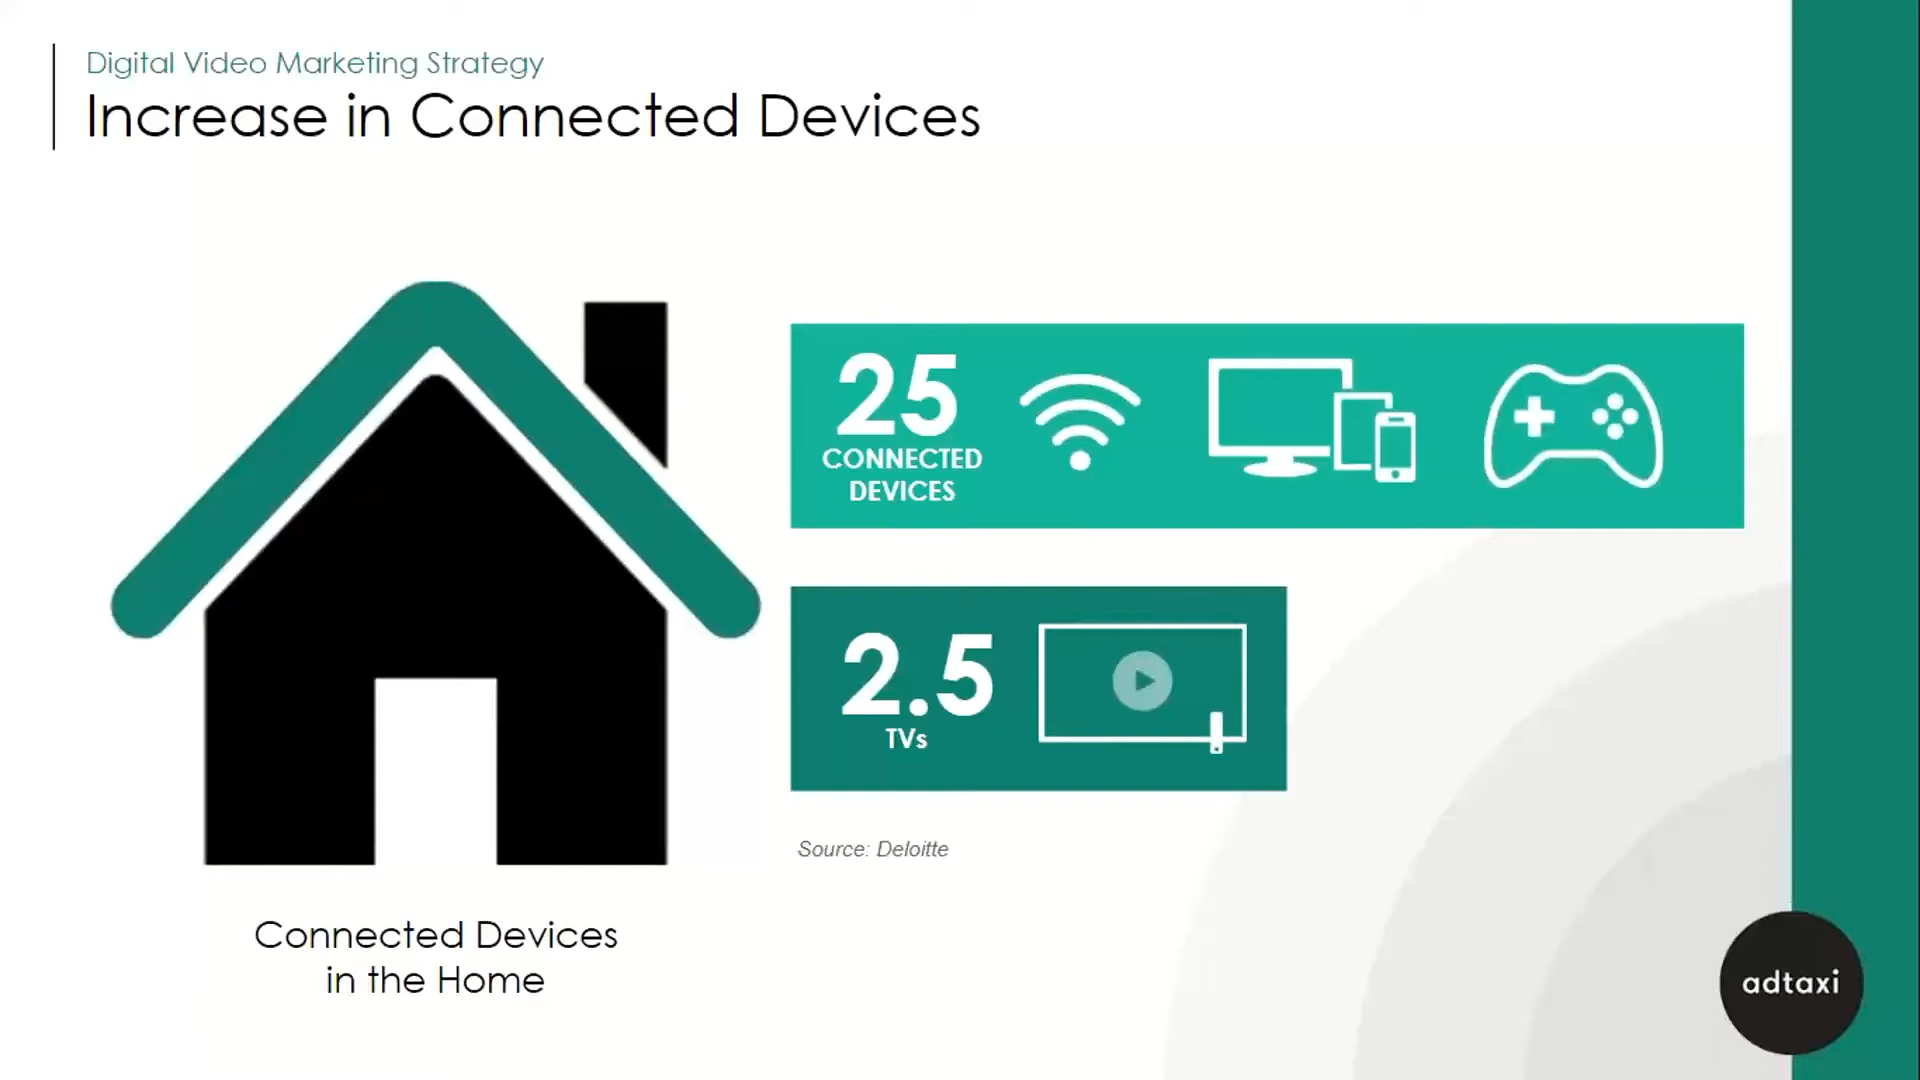 Digital Video Marketing Strategy
Increase in Connected Devices
25
CONNECTED
DEVICES
2.5
TVs
Source: Deloitte
Connected Devices
in the Home
adtaxi